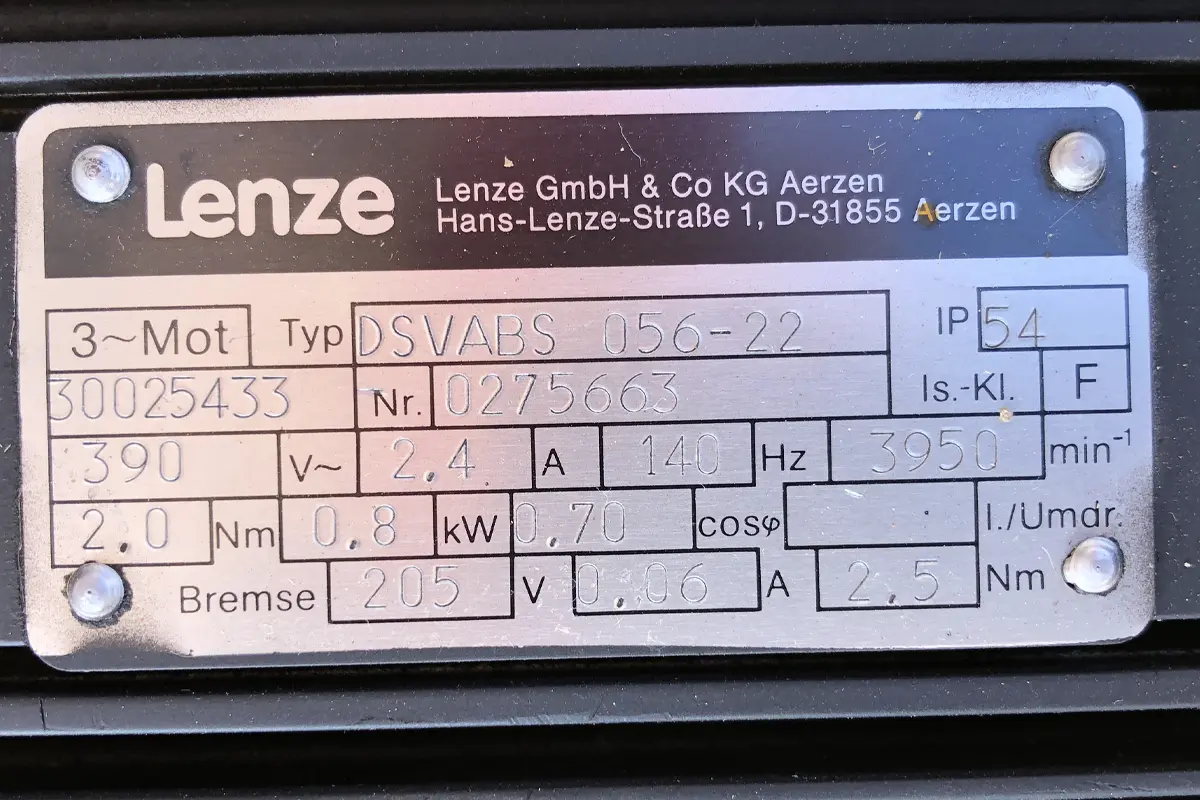 Lenze
Lenze GmbH & Co KG Aerzen
Hans-Lenze-Straße 1, D-31855 Aerzen
3~Mot Typ DSVABS 056-22 IP 54
30025433 Nr. 0275663 Is.-Kl. F
390 V~ 2.4 A 140 Hz 3950 min⁻¹
2.0 Nm 0.8 kW 0.70 cosφ I./Umdr.
Bremse 205 V 0.06 A 2.5 Nm